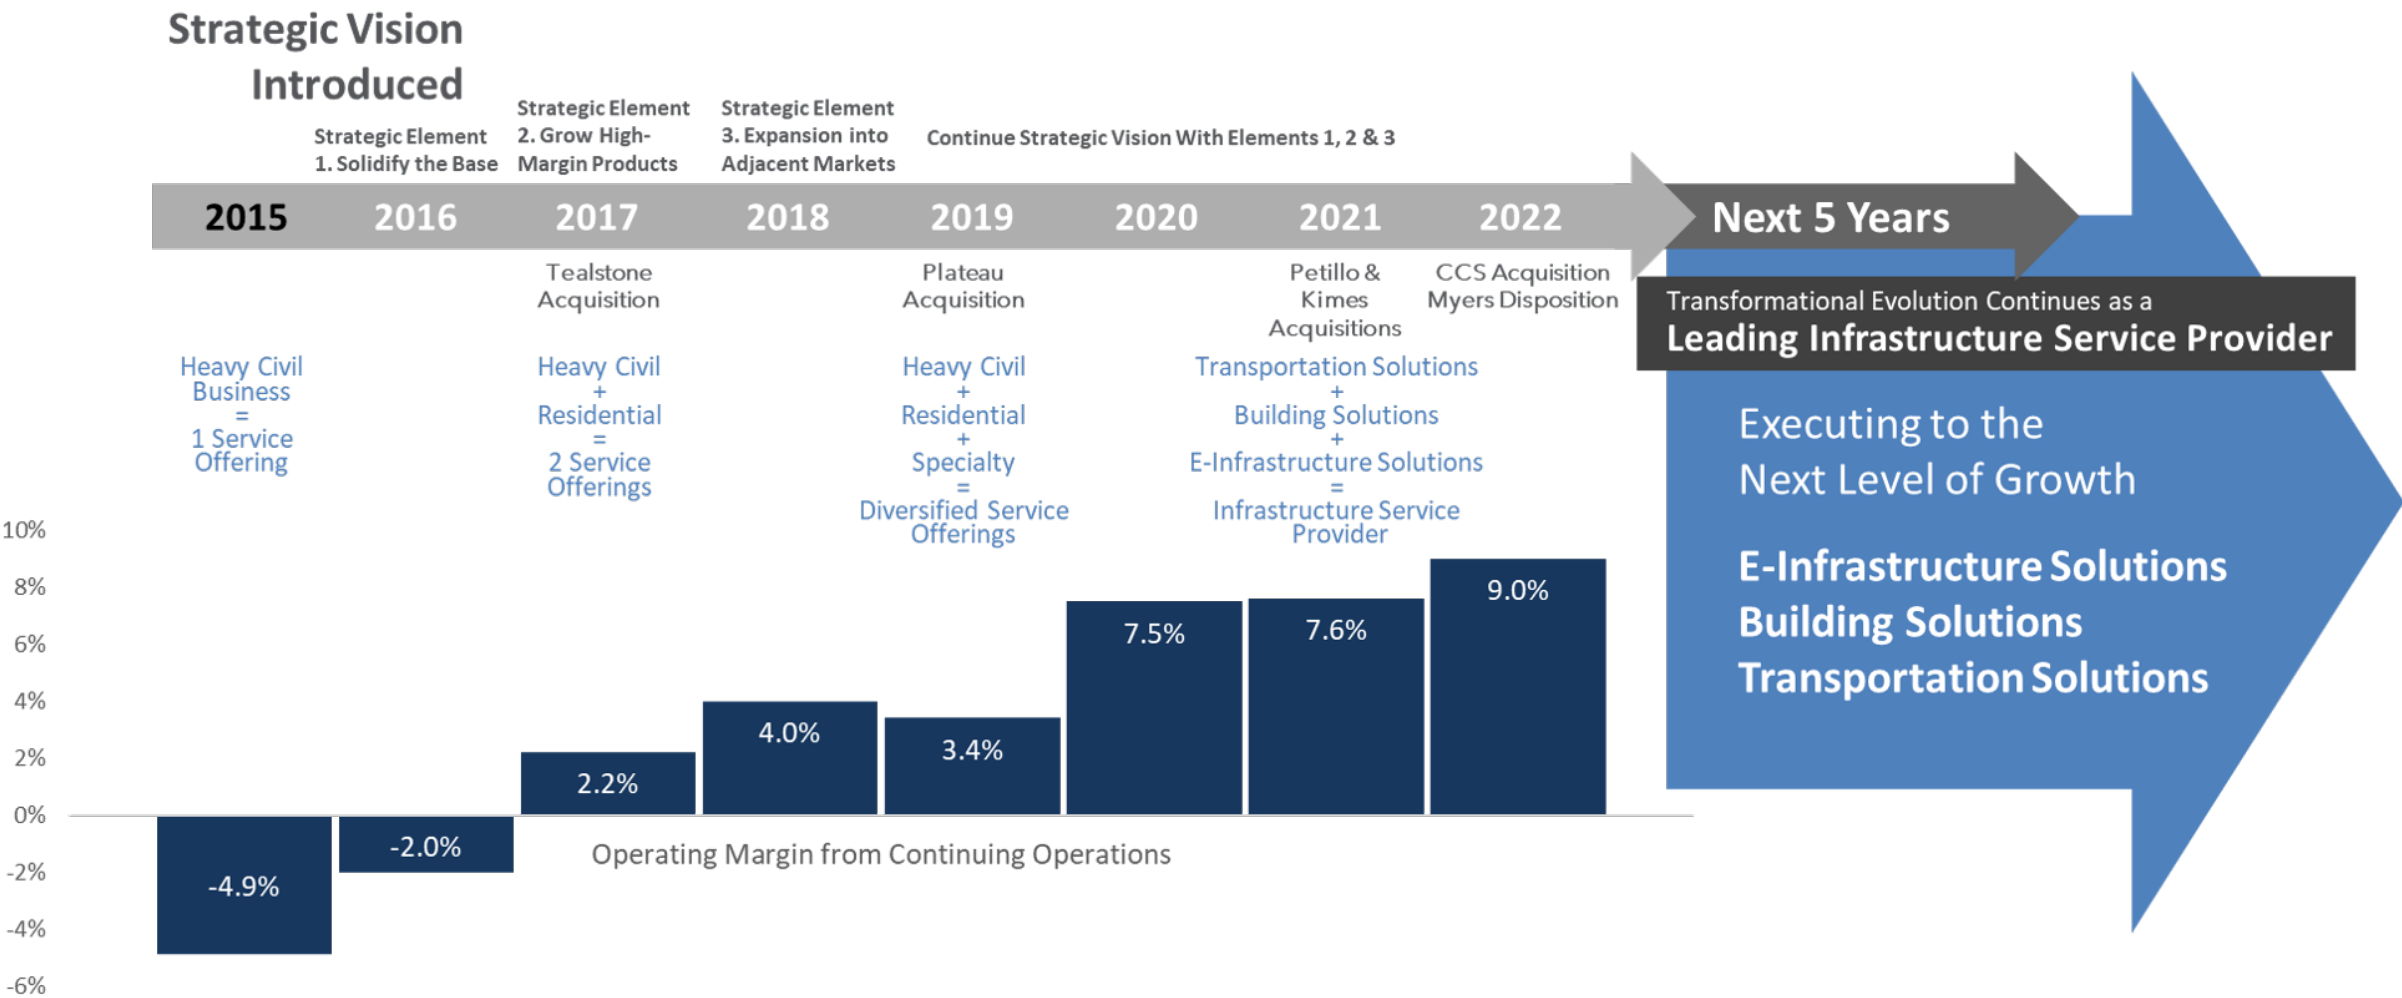 Strategic Vision
Introduced
Strategic Element
1. Solidify the Base
Strategic Element
2. Grow High-
Margin Products
Strategic Element
3. Expansion into
Adjacent Markets
Continue Strategic Vision With Elements 1, 2 & 3
2015
2016
2017
2018
2019
2020
2021
2022
Next 5 Years
Tealstone
Acquisition
Plateau
Acquisition
Petillo &
Kimes
Acquisitions
CCS Acquisition
Myers Disposition
Transformational Evolution Continues as a
Leading Infrastructure Service Provider
Heavy Civil
Business
=
1 Service
Offering
Heavy Civil
+
Residential
=
2 Service
Offerings
Heavy Civil
+
Residential
+
Specialty
=
Diversified Service
Offerings
Transportation Solutions
+
Building Solutions
+
E-Infrastructure Solutions
=
Infrastructure Service
Provider
Executing to the
Next Level of Growth
E-Infrastructure Solutions
Building Solutions
Transportation Solutions
10%
8%
6%
4%
2%
0%
-2%
-4%
-6%
-4.9%
-2.0%
2.2%
4.0%
3.4%
7.5%
7.6%
9.0%
Operating Margin from Continuing Operations